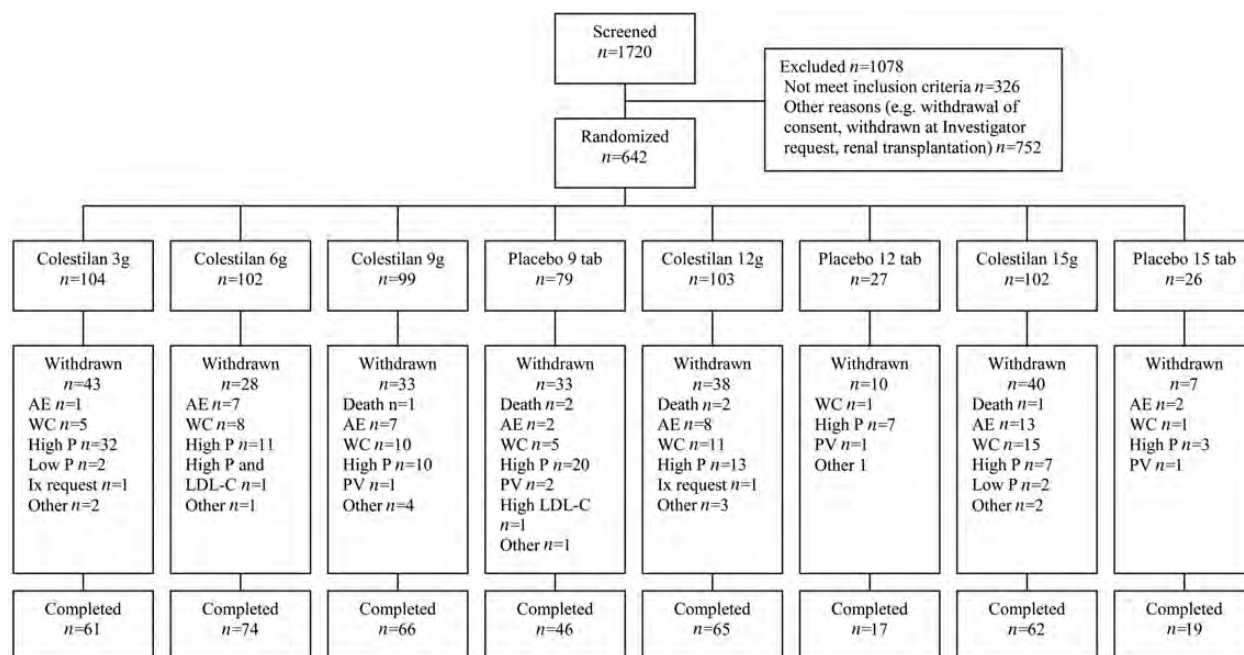 Screened
n=1720
Excluded n=1078
Not meet inclusion criteria n=326
Other reasons (e.g. withdrawal of
consent, withdrawn at Investigator
request, renal transplantation) n=752
Randomized
n=642
Colestilan 3g
n=104
Colestilan 6g
n=102
Colestilan 9g
n=99
Placebo 9 tab
n=79
Colestilan 12g
n=103
Placebo 12 tab
n=27
Colestilan 15g
n=102
Placebo 15 tab
n=26
Withdrawn
n=43
AE n=1
WC n=5
High P n=32
Low P n=2
Ix request n=1
Other n=2
Withdrawn
n=28
AE n=7
WC n=8
High P n=11
High P and
LDL-C n=1
Other n=1
Withdrawn
n=33
Death n=1
AE n=7
WC n=10
High P n=10
PV n=1
Other n=4
Withdrawn
n=33
Death n=2
AE n=2
WC n=5
High P n=20
PV n=2
High LDL-C
n=1
Other n=1
Withdrawn
n=38
Death n=2
AE n=8
WC n=11
High P n=13
Ix request n=1
Other n=3
Withdrawn
n=10
WC n=1
High P n=7
PV n=1
Other 1
Withdrawn
n=40
Death n=1
AE n=13
WC n=15
High P n=7
Low P n=2
Other n=2
Withdrawn
n=7
AE n=2
WC n=1
High P n=3
PV n=1
Completed
n=61
Completed
n=74
Completed
n=66
Completed
n=46
Completed
n=65
Completed
n=17
Completed
n=62
Completed
n=19